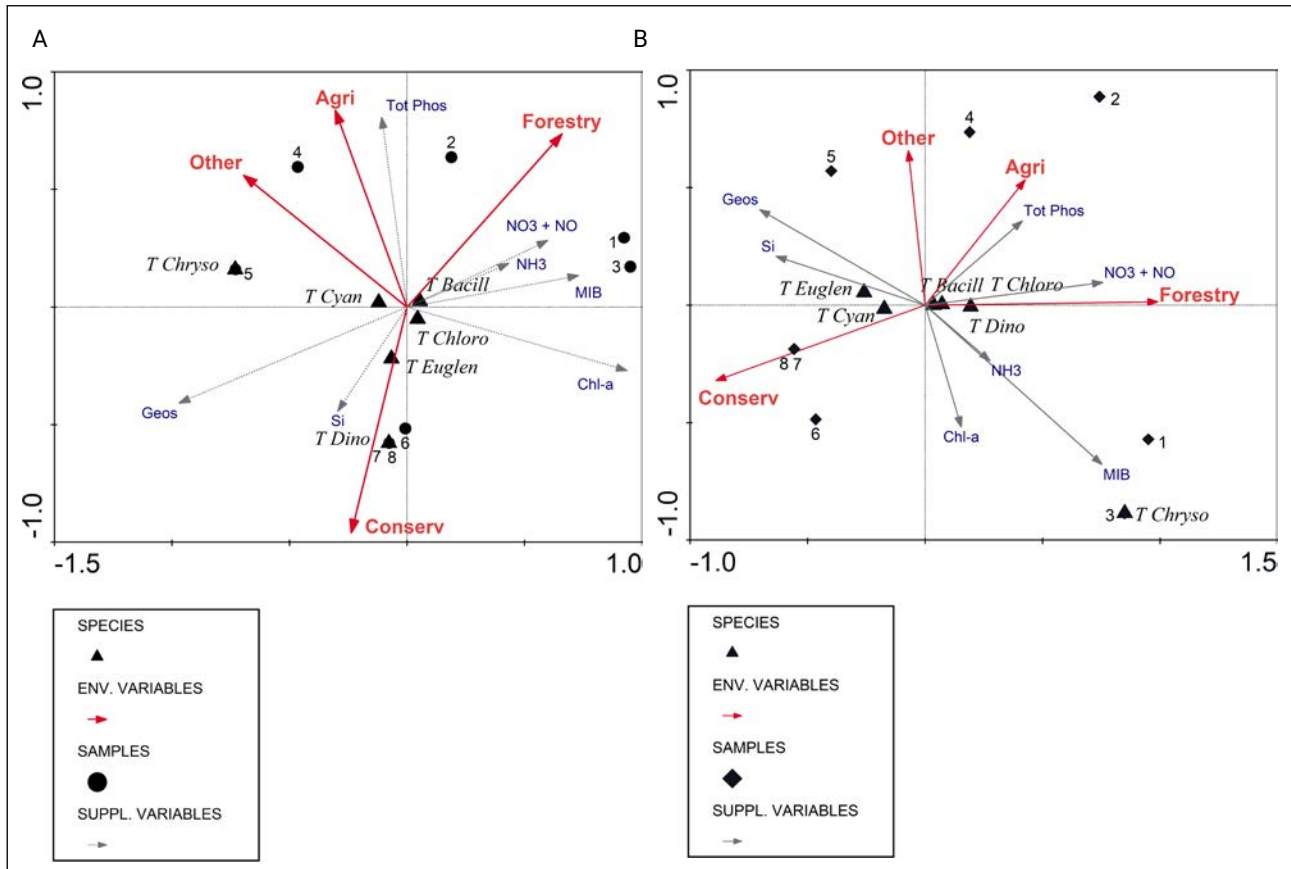 A
B
1.0
Agri
Tot Phos
Forestry
2
4
Other
NO3 + NO
1
NH3
3
T Chryso
5
MIB
T Cyan
T Bacill
T Chloro
T Euglen
Chl-a
Geos
Si
T Dino
6
7 8
-1.0
Conserv
-1.5
1.0
1.0
2
4
Other
5
Agri
Geos
Tot Phos
Si
NO3 + NO
T Euglen
T Bacill
T Chloro
Forestry
T Cyan
T Dino
8 7
NH3
Conserv
6
Chl-a
1
MIB
3
T Chryso
-1.0
-1.0
1.5
SPECIES
ENV. VARIABLES
SAMPLES
SUPPL. VARIABLES
SPECIES
ENV. VARIABLES
SAMPLES
SUPPL. VARIABLES